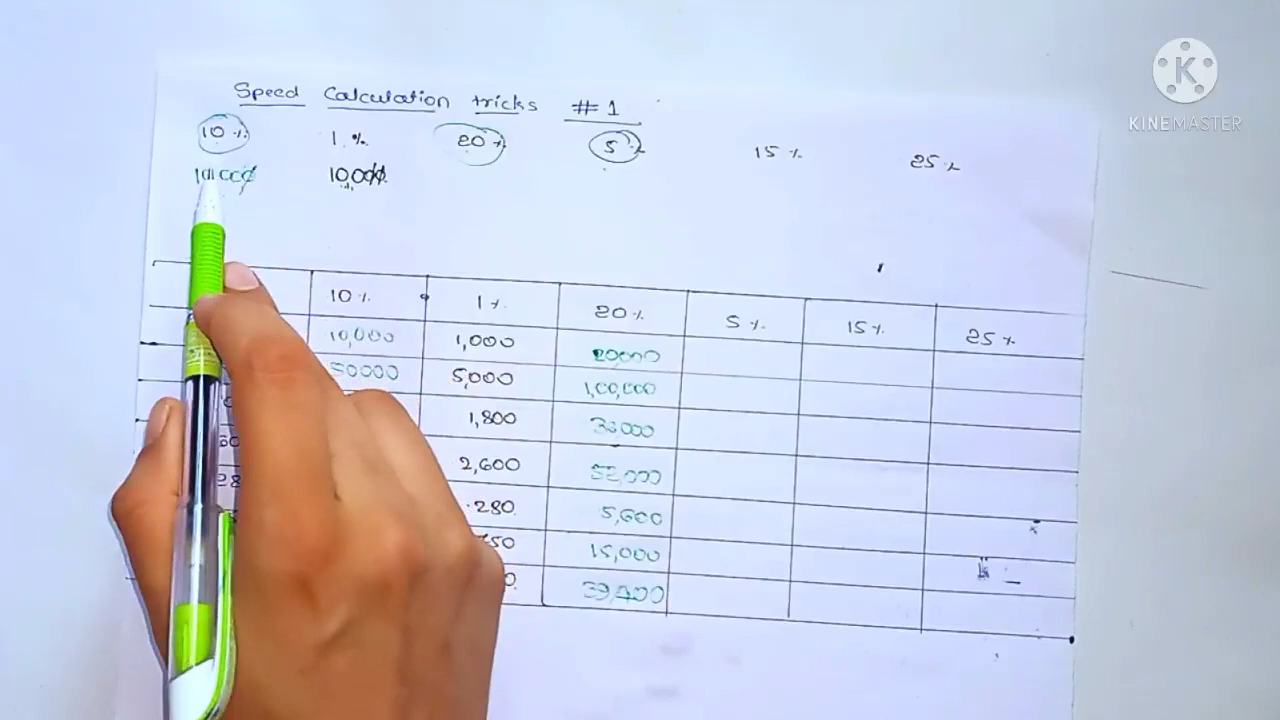 Speed Calculation tricks #1
10% 1% 20% 5% 15% 25%
10,000
10% 1% 20% 5% 15% 25%
10,000 1,000 20,000
50000 5,000 1,00,000
1,800 36,000
2,600 52,000
280 5,600
15,000
39,400
KINEMASTER